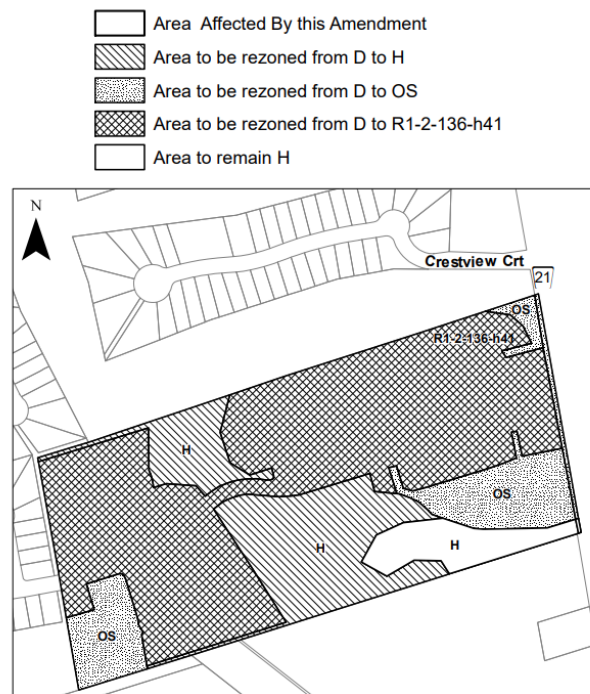 Area Affected By this Amendment
Area to be rezoned from D to H
Area to be rezoned from D to OS
Area to be rezoned from D to R1-2-136-h41
Area to remain H
N
Crestview Crt
21
OS
R1-2-136-h41
H
OS
H
H
OS